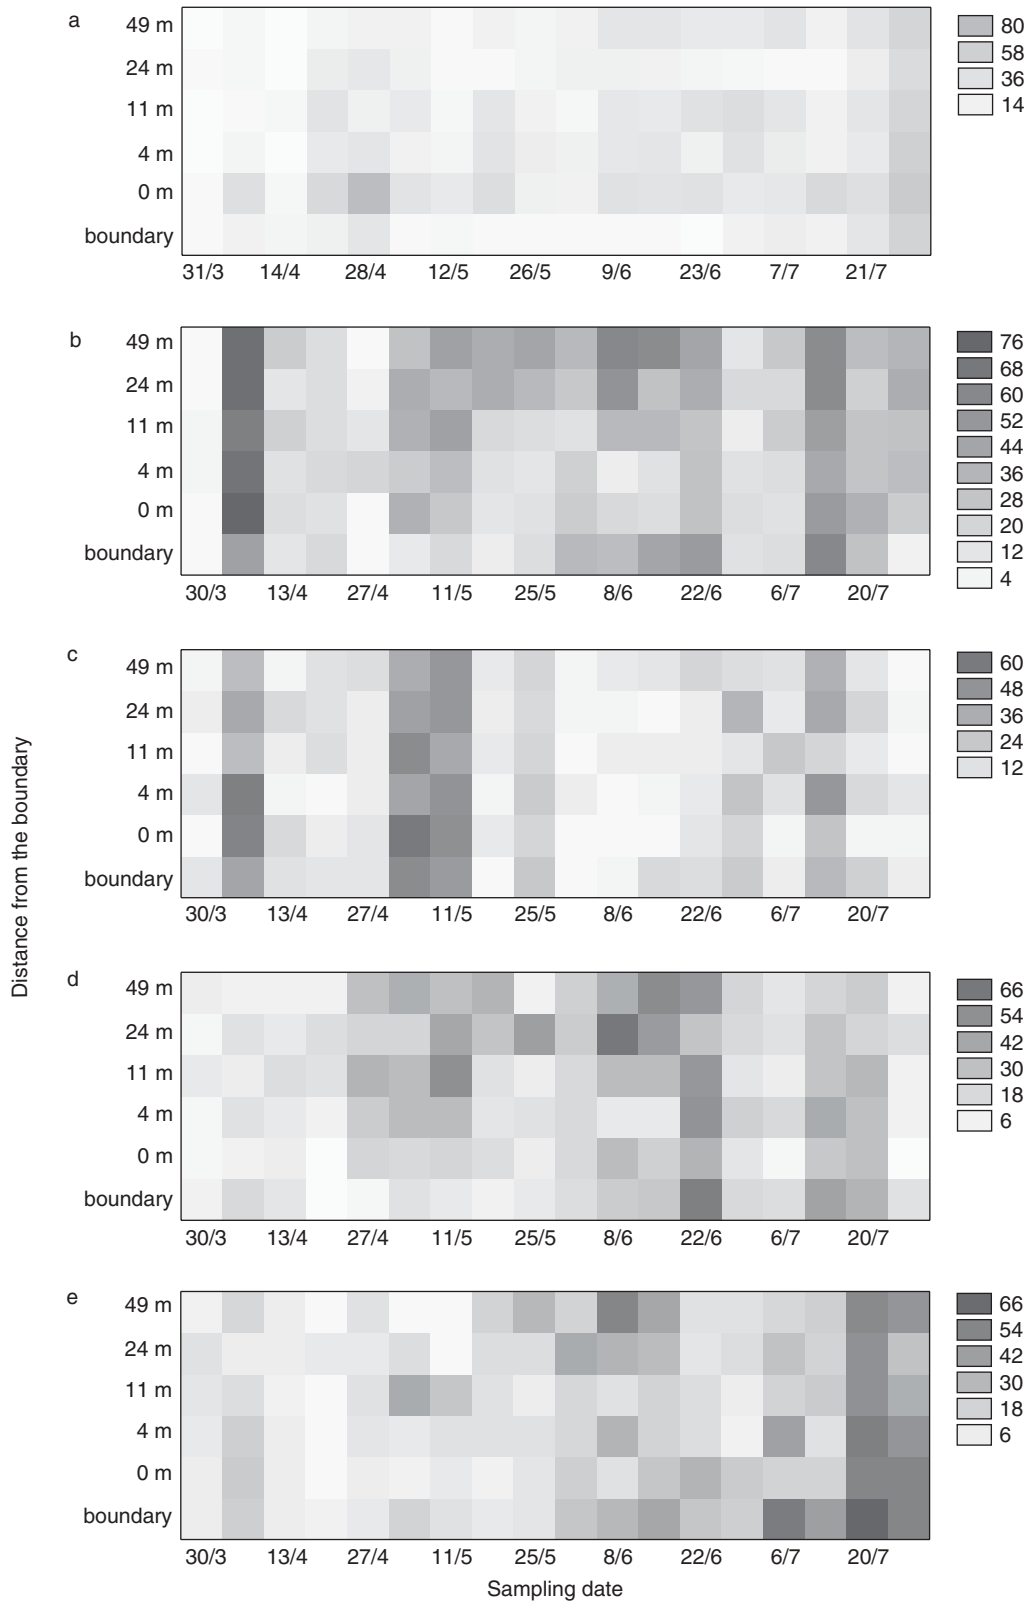 a
49 m
24 m
11 m
4 m
0 m
boundary
31/3 14/4 28/4 12/5 26/5 9/6 23/6 7/7 21/7
80
58
36
14
b
49 m
24 m
11 m
4 m
0 m
boundary
30/3 13/4 27/4 11/5 25/5 8/6 22/6 6/7 20/7
76
68
60
52
44
36
28
20
12
4
c
49 m
24 m
11 m
4 m
0 m
boundary
30/3 13/4 27/4 11/5 25/5 8/6 22/6 6/7 20/7
60
48
36
24
12
Distance from the boundary
d
49 m
24 m
11 m
4 m
0 m
boundary
30/3 13/4 27/4 11/5 25/5 8/6 22/6 6/7 20/7
66
54
42
30
18
6
e
49 m
24 m
11 m
4 m
0 m
boundary
30/3 13/4 27/4 11/5 25/5 8/6 22/6 6/7 20/7
66
54
42
30
18
6
Sampling date